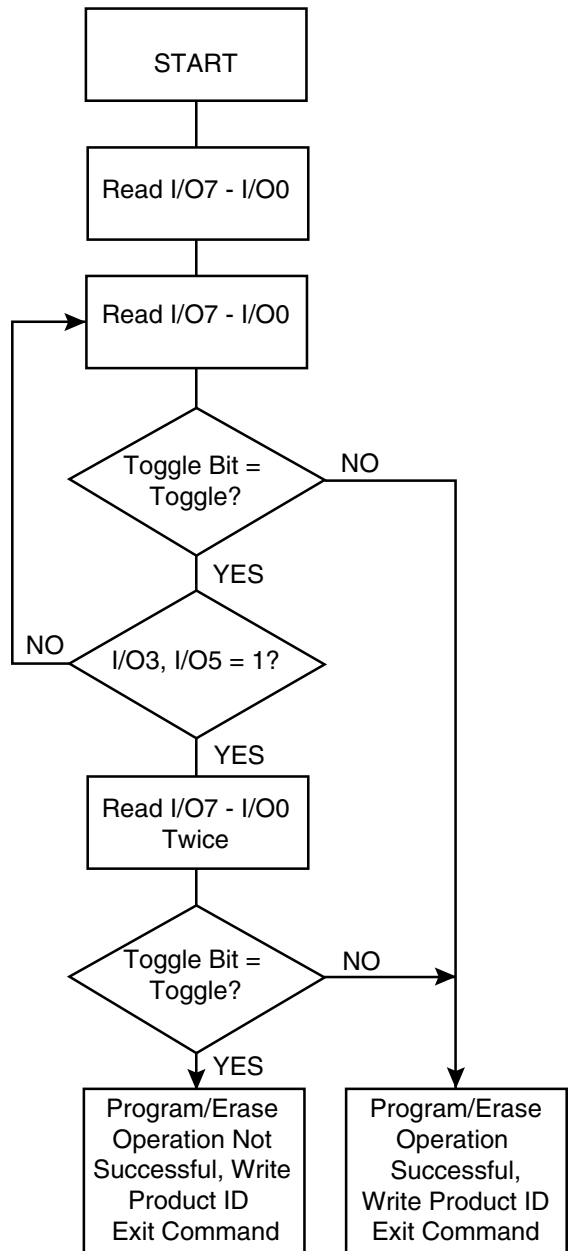 START
Read I/O7 - I/O0
Read I/O7 - I/O0
Toggle Bit =
Toggle?
NO
YES
NO
I/O3, I/O5 = 1?
YES
Read I/O7 - I/O0
Twice
Toggle Bit =
Toggle?
NO
YES
Program/Erase
Operation Not
Successful, Write
Product ID
Exit Command
Program/Erase
Operation
Successful,
Write Product ID
Exit Command